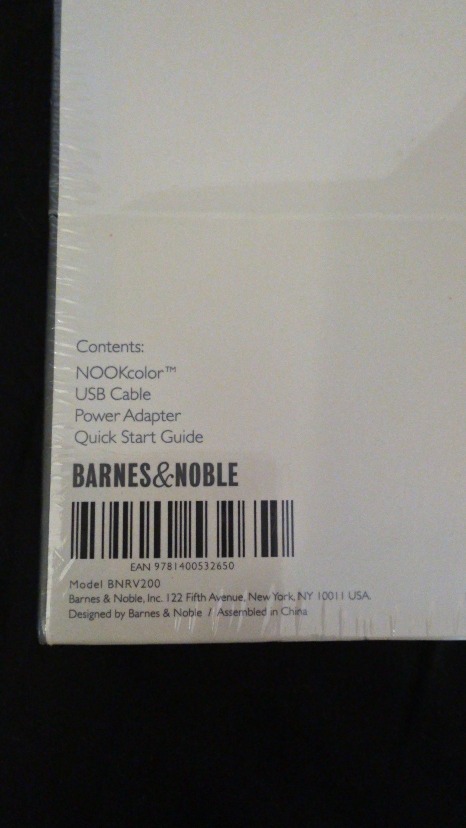 Contents:
NOOKcolor™
USB Cable
Power Adapter
Quick Start Guide
BARNES&NOBLE
EAN 9781400532650
Model BNRV200
Barnes & Noble, Inc. 122 Fifth Avenue, New York, NY 10011 USA.
Designed by Barnes & Noble / Assembled in China